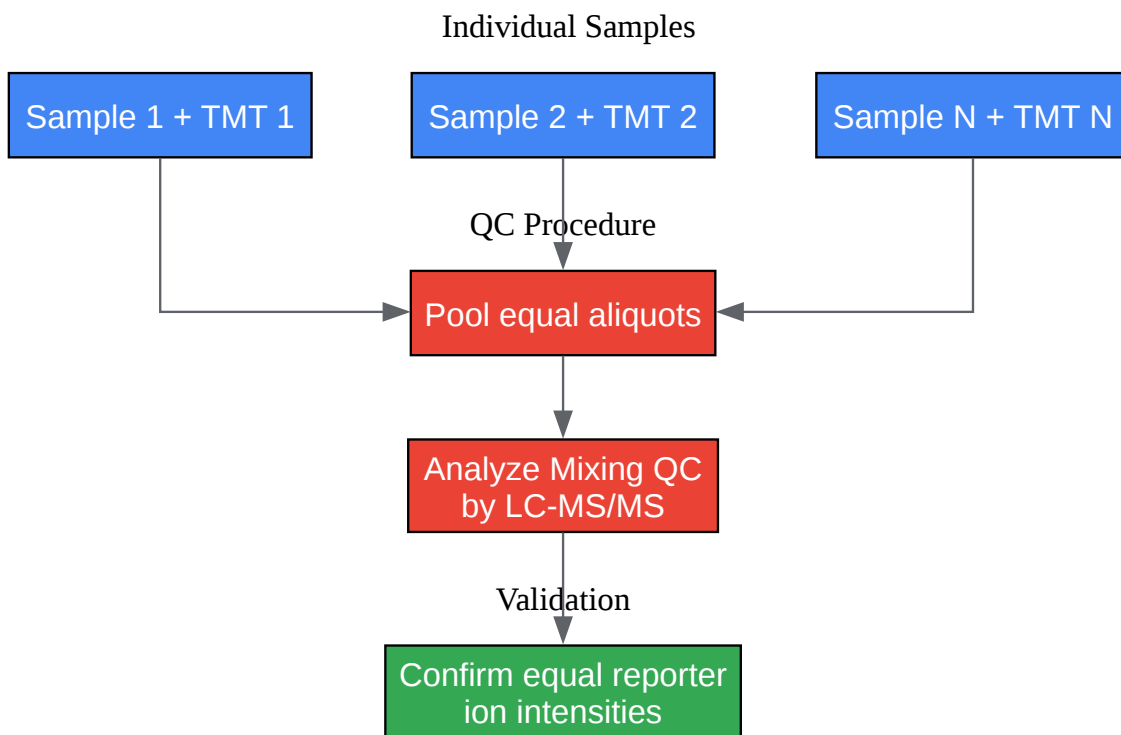 Individual Samples
Sample 1 + TMT 1
Sample 2 + TMT 2
Sample N + TMT N
QC Procedure
Pool equal aliquots
Analyze Mixing QC
by LC-MS/MS
Validation
Confirm equal reporter
ion intensities